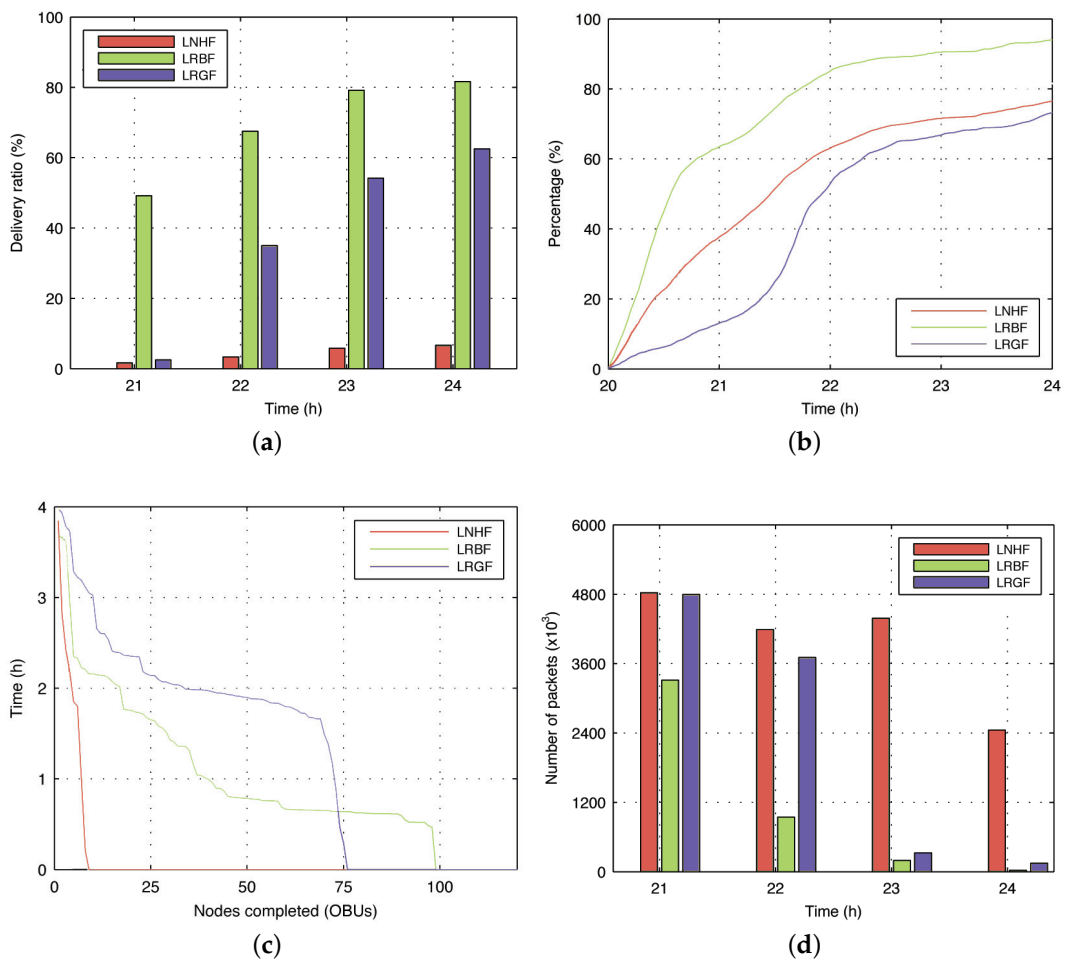 100
80
60
40
20
0
Delivery ratio (%)
LNHF
LRBF
LRGF
21 22 23 24
Time (h)
(a)
100
80
60
40
20
0
Percentage (%)
LNHF
LRBF
LRGF
20 21 22 23 24
Time (h)
(b)
4
3
2
1
0
Time (h)
LNHF
LRBF
LRGF
0 25 50 75 100
Nodes completed (OBUs)
(c)
6000
4800
3600
2400
1200
0
Number of packets (x10³)
LNHF
LRBF
LRGF
21 22 23 24
Time (h)
(d)